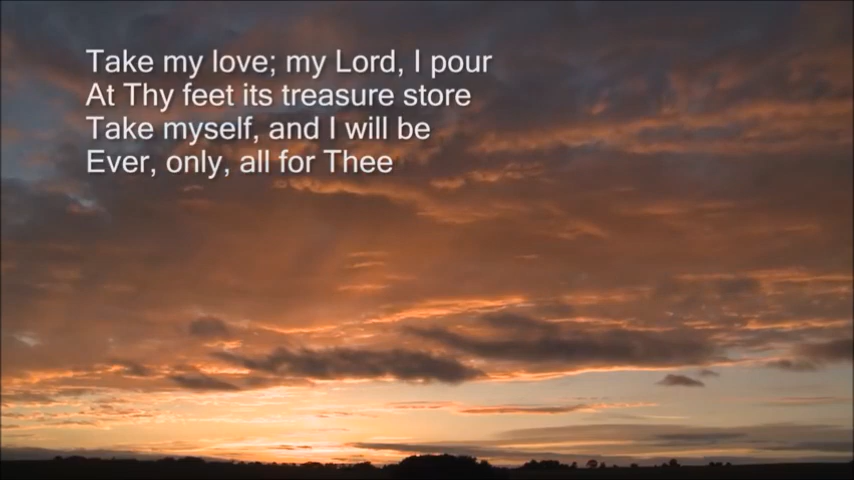 Take my love; my Lord, I pour
At Thy feet its treasure store
Take myself, and I will be
Ever, only, all for Thee